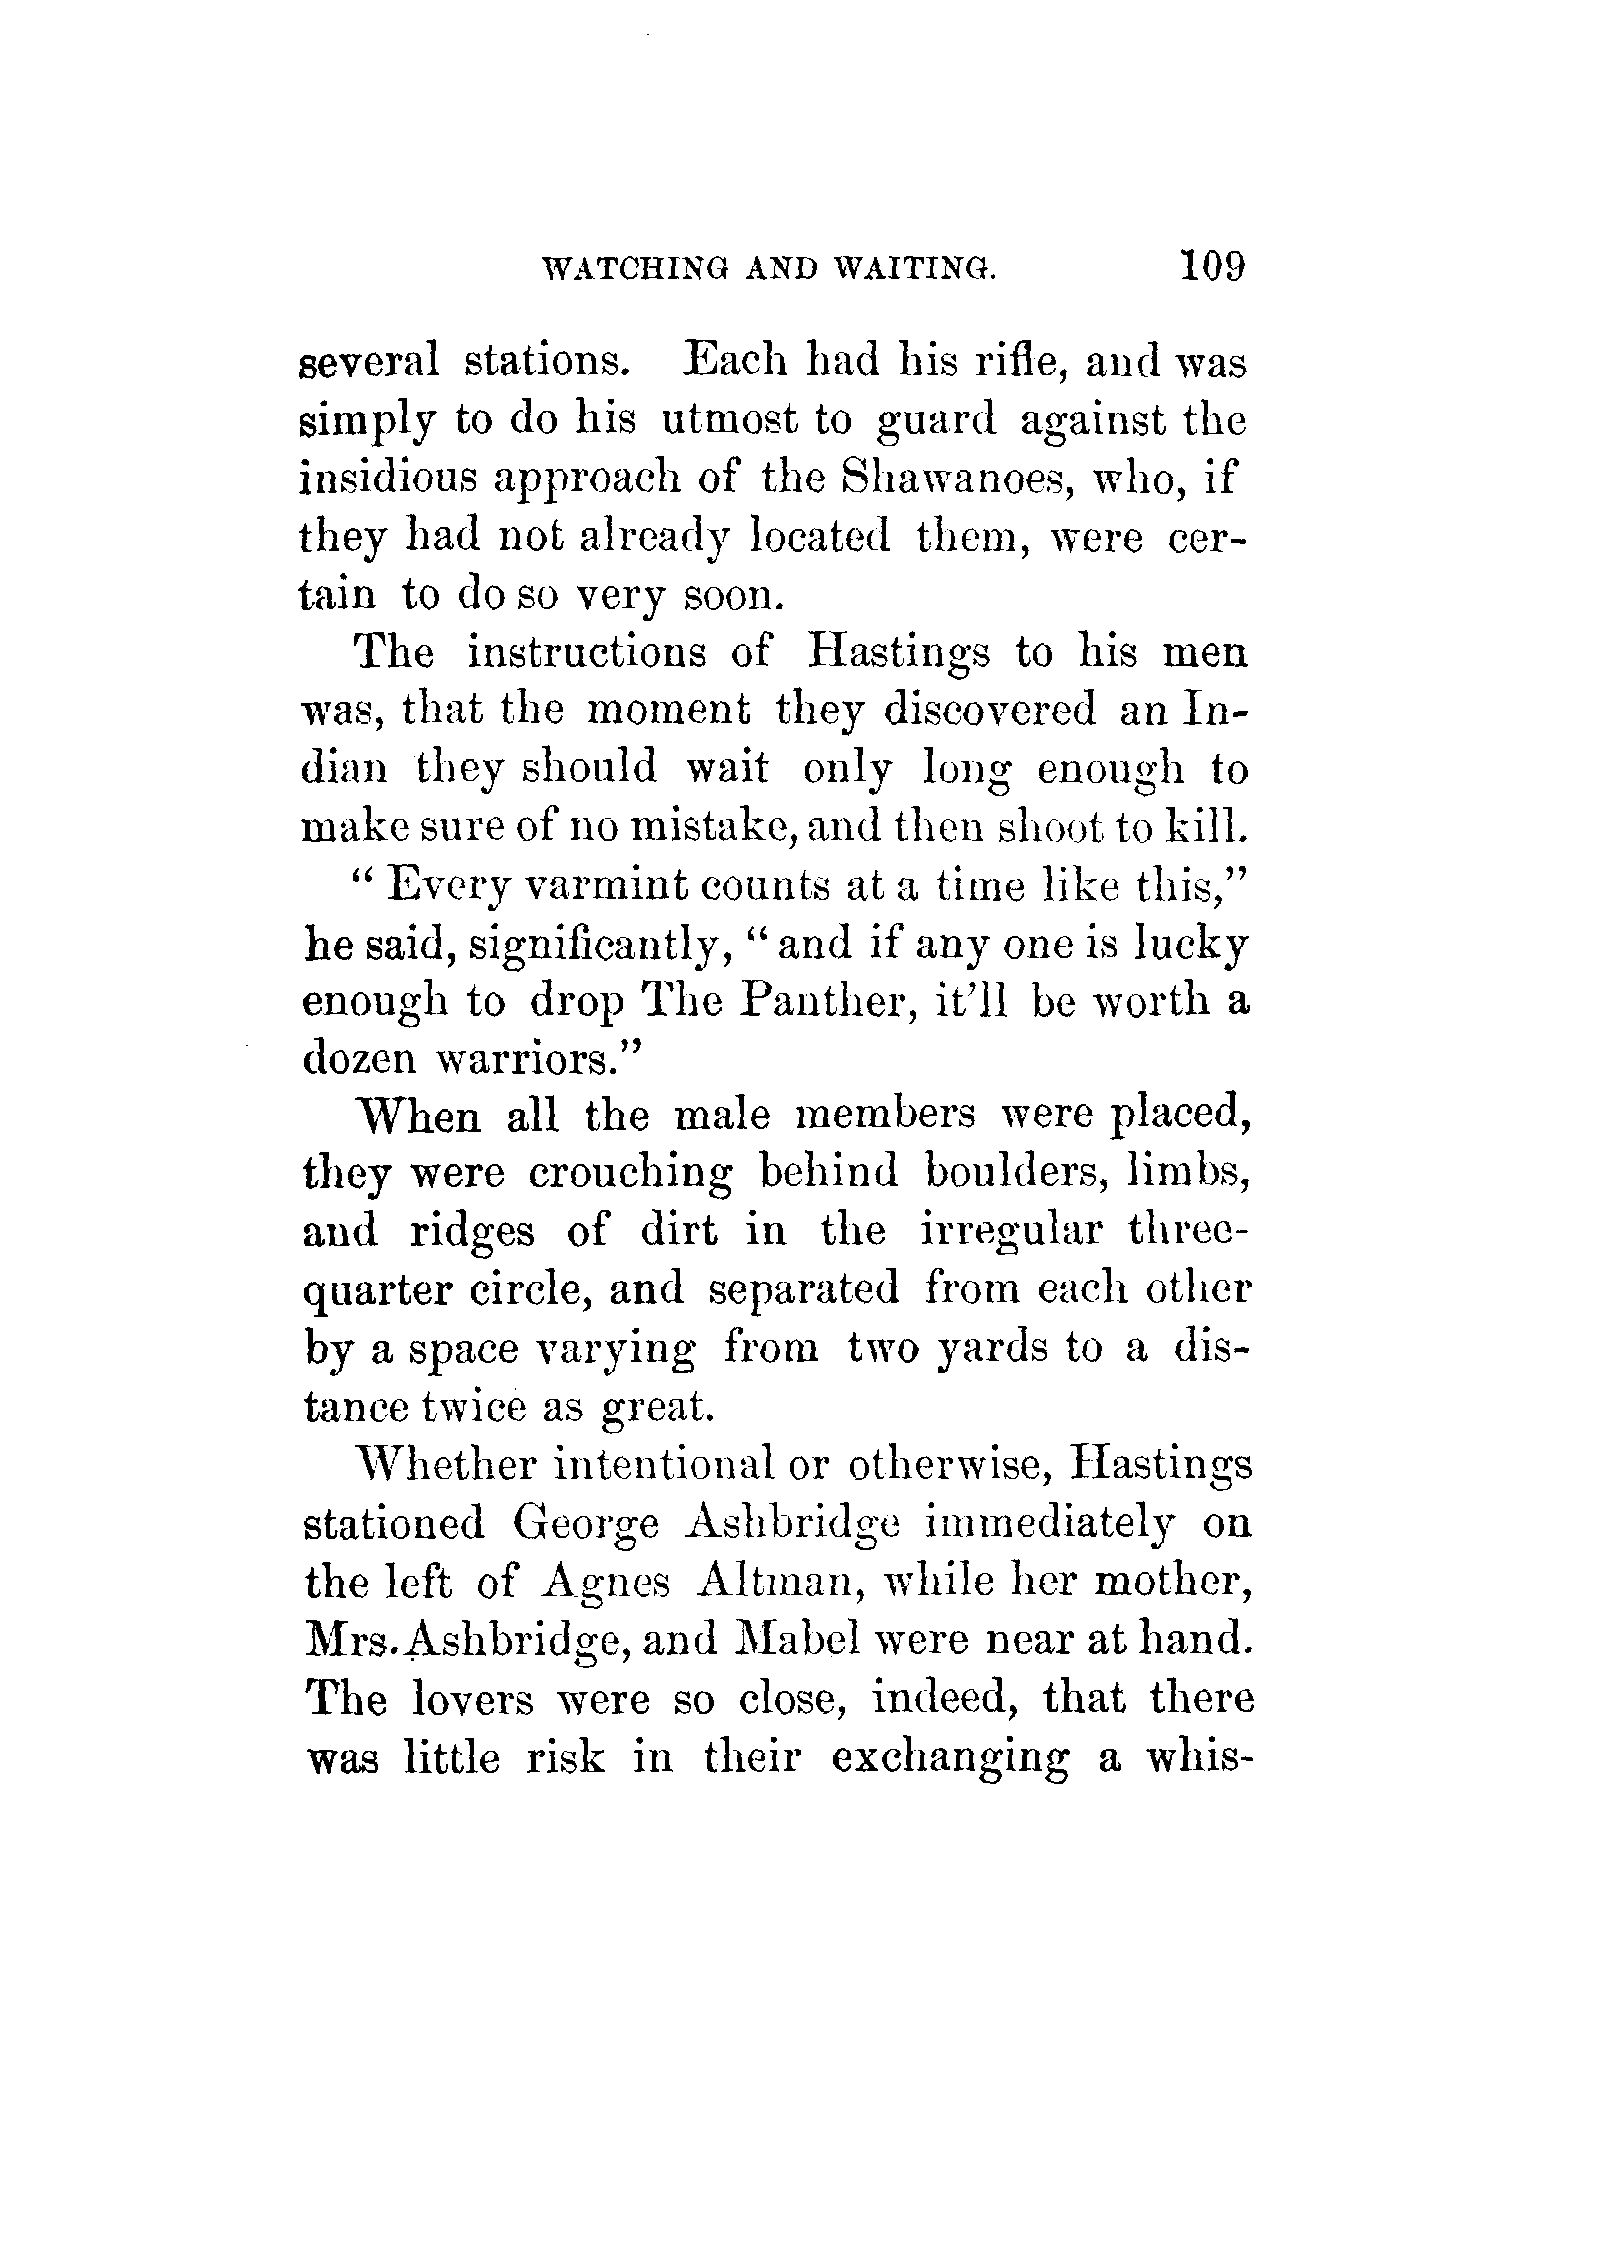 WATCHING AND WAITING. 109
several stations. Each had his rifle, and was
simply to do his utmost to guard against the
insidious approach of the Shawanoes, who, if
they had not already located them, were cer-
tain to do so very soon.
The instructions of Hastings to his men
was, that the moment they discovered an In-
dian they should wait only long enough to
make sure of no mistake, and then shoot to kill.
“ Every varmint counts at a time like this,”
he said, significantly, “ and if any one is lucky
enough to drop The Panther, it’ll be worth a
dozen warriors.”
When all the male members were placed,
they were crouching behind boulders, limbs,
and ridges of dirt in the irregular three-
quarter circle, and separated from each other
by a space varying from two yards to a dis-
tance twice as great.
Whether intentional or otherwise, Hastings
stationed George Ashbridge immediately on
the left of Agnes Altman, while her mother,
Mrs. Ashbridge, and Mabel were near at hand.
The lovers were so close, indeed, that there
was little risk in their exchanging a whis-